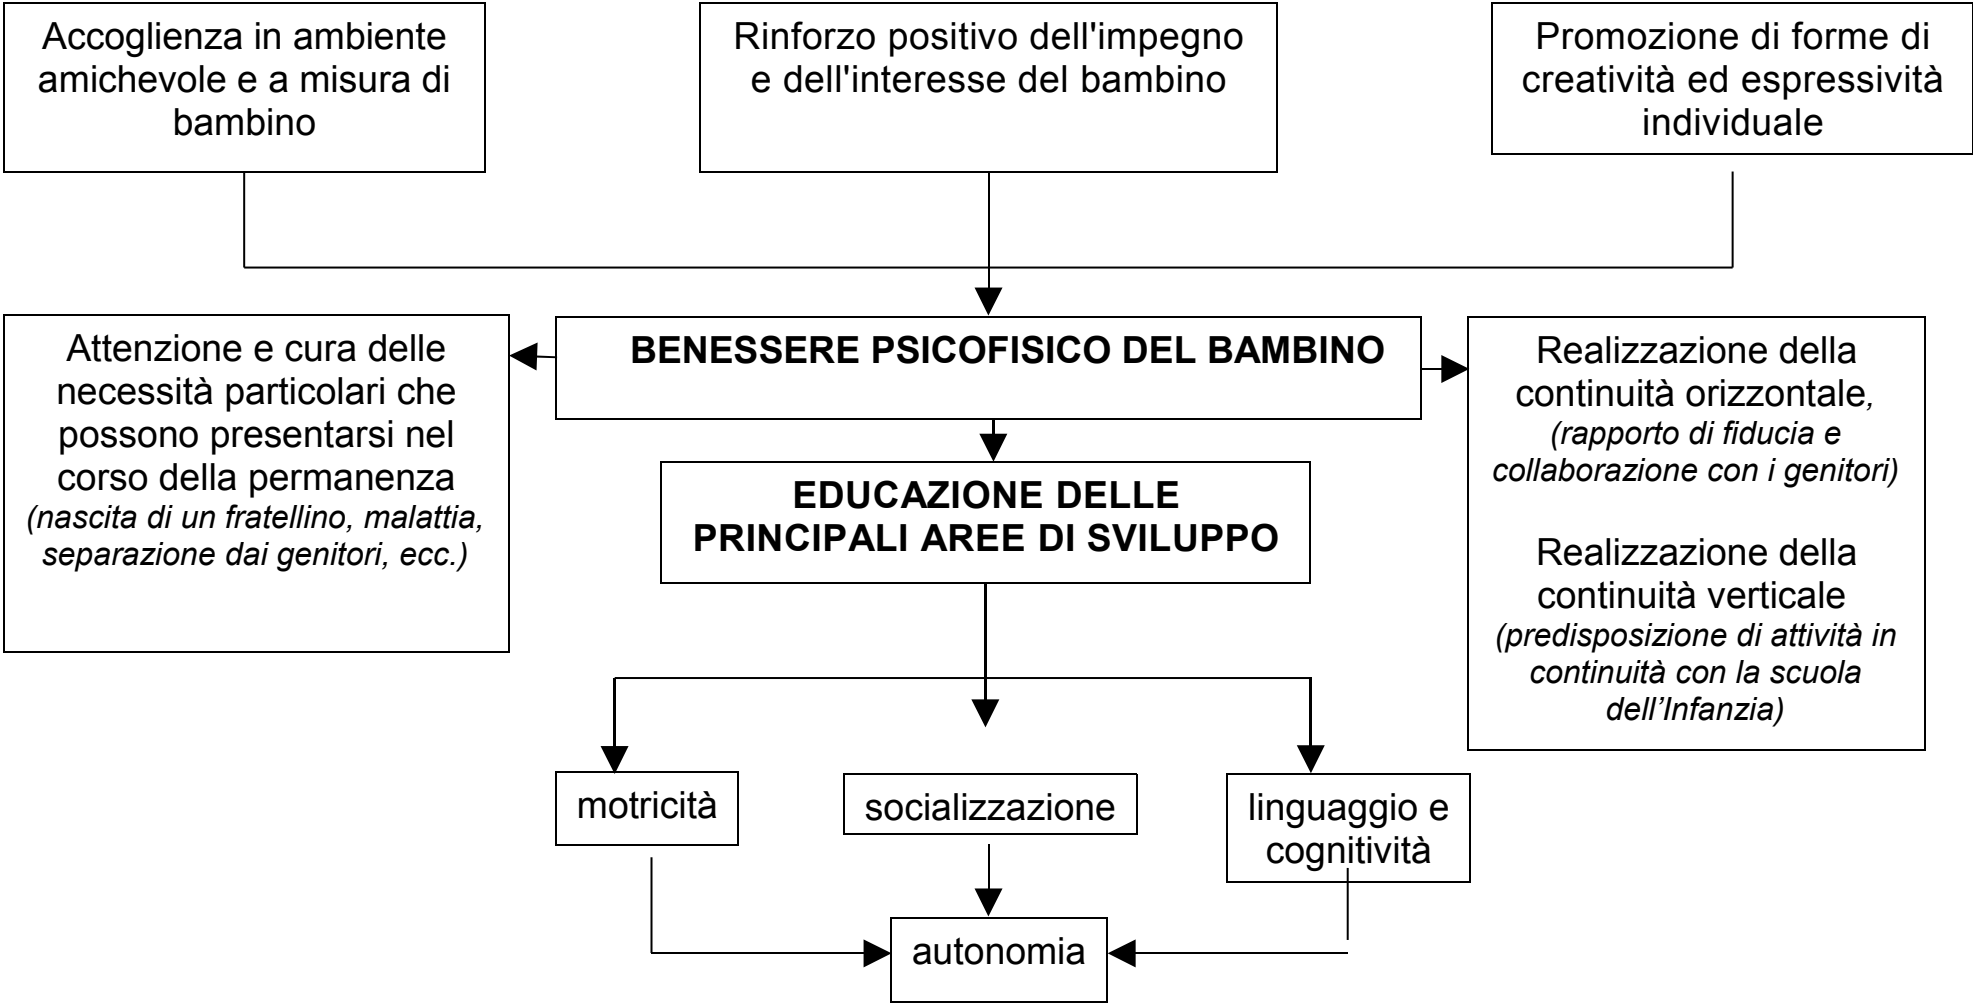 Accoglienza in ambiente
amichevole e a misura di
bambino
Rinforzo positivo dell'impegno
e dell'interesse del bambino
Promozione di forme di
creatività ed espressività
individuale
Attenzione e cura delle
necessità particolari che
possono presentarsi nel
corso della permanenza
(nascita di un fratellino, malattia,
separazione dai genitori, ecc.)
BENESSERE PSICOFISICO DEL BAMBINO
Realizzazione della
continuità orizzontale,
(rapporto di fiducia e
collaborazione con i genitori)
Realizzazione della
continuità verticale
(predisposizione di attività in
continuità con la scuola
dell’Infanzia)
EDUCAZIONE DELLE
PRINCIPALI AREE DI SVILUPPO
motricità
socializzazione
linguaggio e
cognitività
autonomia